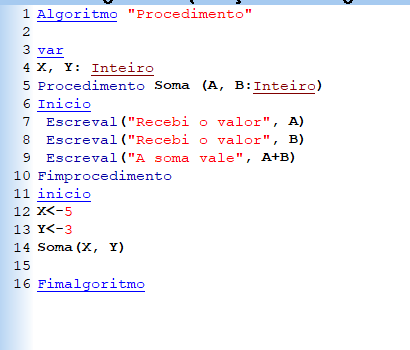 1 Algoritmo "Procedimento"
2
3 var
4 X, Y: Inteiro
5 Procedimento Soma (A, B:Inteiro)
6 Inicio
7 Escreval("Recebi o valor", A)
8 Escreval("Recebi o valor", B)
9 Escreval("A soma vale", A+B)
10 Fimprocedimento
11 inicio
12 X<-5
13 Y<-3
14 Soma(X, Y)
15
16 Fimalgoritmo